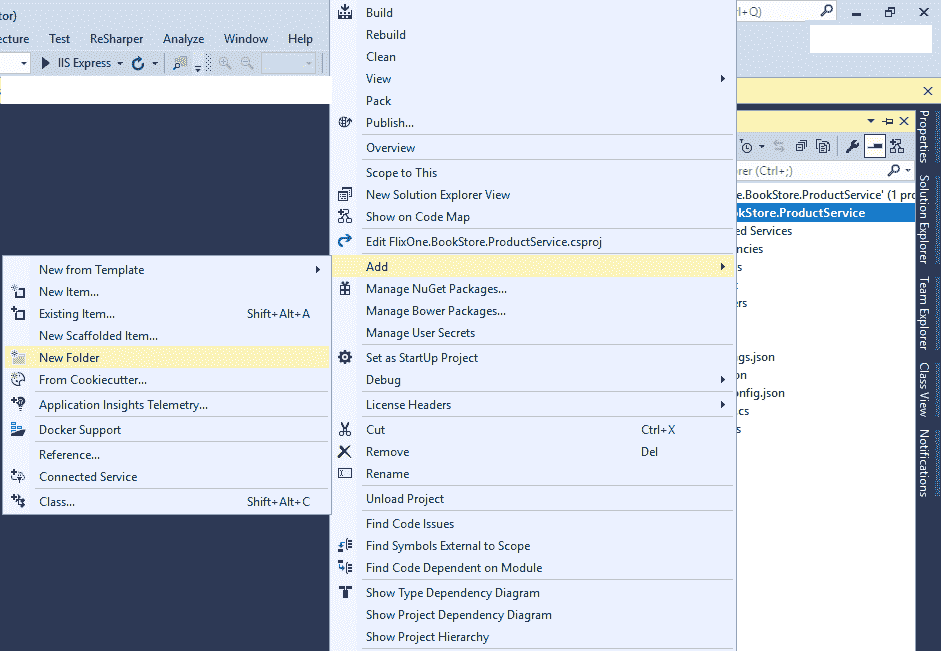 tor)
l+Q)
ecture Test ReSharper Analyze Window Help
IIS Express
Build
Rebuild
Clean
View
Pack
Publish...
Overview
Scope to This
New Solution Explorer View
Show on Code Map
Edit FlixOne.BookStore.ProductService.csproj
Add
Manage NuGet Packages...
Manage Bower Packages...
Manage User Secrets
Set as StartUp Project
Debug
License Headers
Cut Ctrl+X
Remove Del
Rename
Unload Project
Find Code Issues
Find Symbols External to Scope
Find Code Dependent on Module
Show Type Dependency Diagram
Show Project Dependency Diagram
Show Project Hierarchy
New from Template
New Item...
Existing Item... Shift+Alt+A
New Scaffolded Item...
New Folder
From Cookiecutter...
Application Insights Telemetry...
Docker Support
Reference...
Connected Service
Class... Shift+Alt+C
rer (Ctrl+;)
e.BookStore.ProductService' (1 pro
kStore.ProductService
ed Services
ncies
s
ers
ngs.json
on
onfig.json
cs
s
Properties
Solution Explorer
Team Explorer
Class View
Notifications